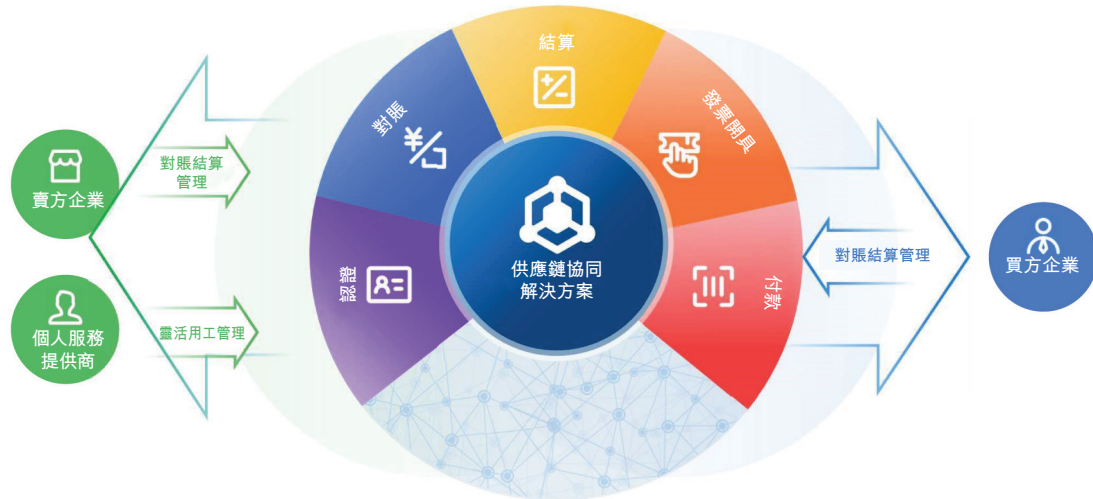 結算
對賬
發票開具
對賬結算
管理
賣方企業
供應鏈協同
解決方案
認證
付款
對賬結算管理
買方企業
個人服務
提供商
靈活用工管理